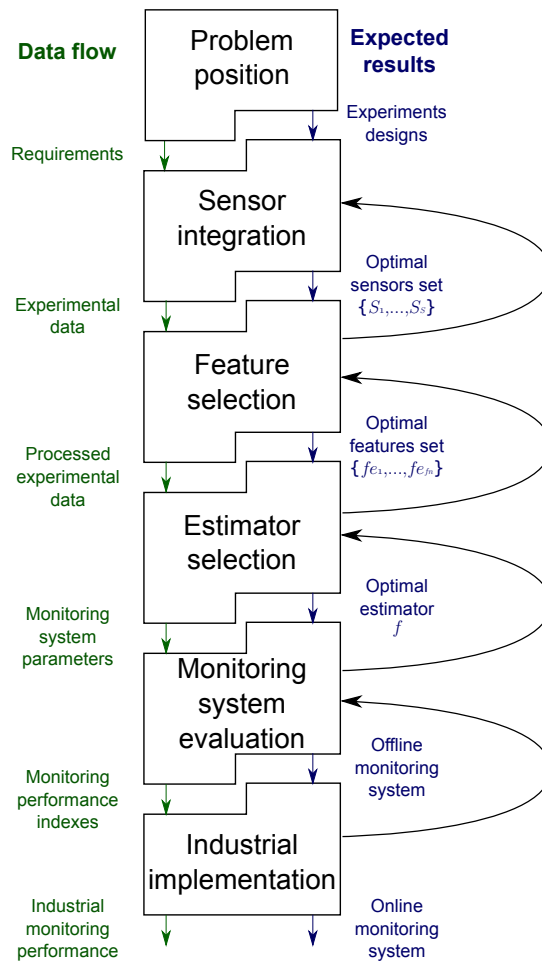 Data flow
Problem
position
Expected
results
Experiments
designs
Requirements
Sensor
integration
Optimal
sensors set
{S₁,...,Sₛ}
Experimental
data
Feature
selection
Optimal
features set
{fe₁,...,fe_fn}
Processed
experimental
data
Estimator
selection
Optimal
estimator
f
Monitoring
system
parameters
Monitoring
system
evaluation
Offline
monitoring
system
Monitoring
performance
indexes
Industrial
implementation
Industrial
monitoring
performance
Online
monitoring
system